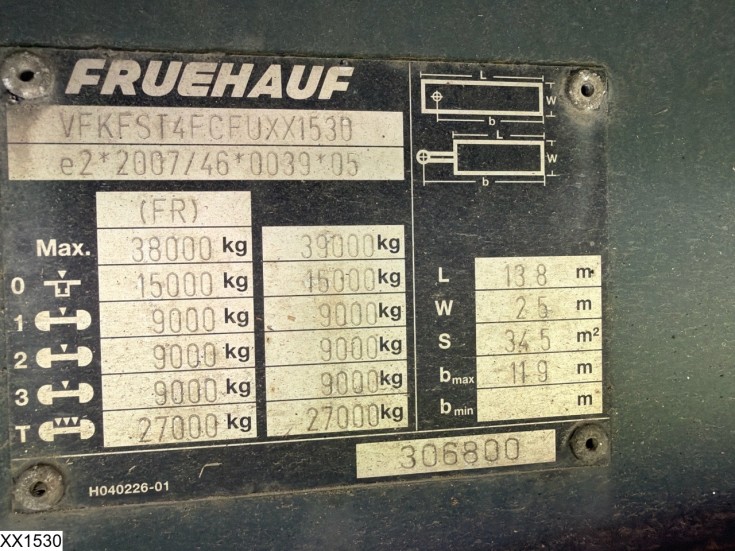 FRUEHAUF
VFKFST4FCFUXX1530
e2*2007/46*0039*05
(FR)
Max. 38000 kg 39000 kg
0 15000 kg 15000 kg
1 9000 kg 9000 kg
2 9000 kg 9000 kg
3 9000 kg 9000 kg
T 27000 kg 27000 kg
L
W
b
L
W
b
L 13.8 m
W 2.5 m
S 34.5 m²
bmax 11.9 m
bmin m
306800
H040226-01
XX1530